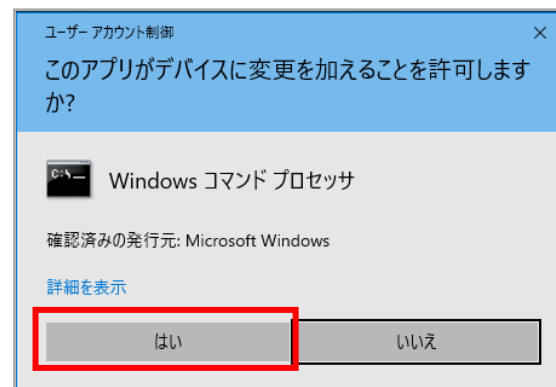 ユーザー アカウント制御
このアプリがデバイスに変更を加えることを許可します
か?
C:\_
Windows コマンド プロセッサ
確認済みの発行元: Microsoft Windows
詳細を表示
はい
いいえ